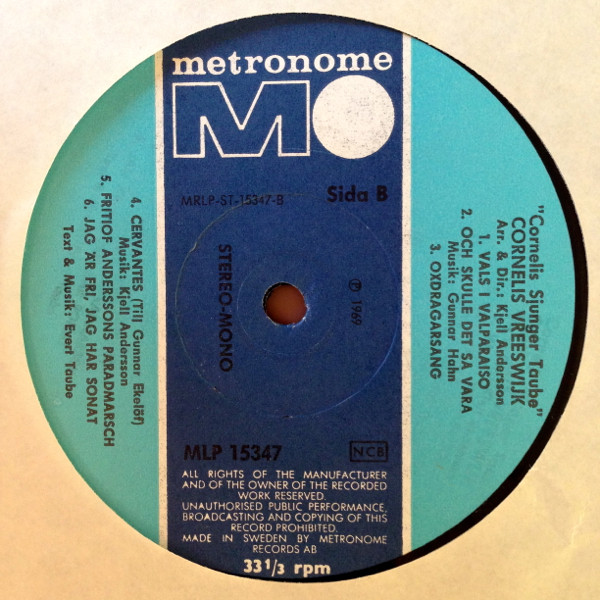 metronome
M
MRLP-ST-15347-B
Sida B
STEREO-MONO
℗ 1969
"Cornelis Sjunger Taube"
CORNELIS VREESWIJK
Arr. & Dir.: Kjell Andersson
1. VALS I VALPARAISO
2. OCH SKULLE DET SÅ VARA
Musik: Gunnar Hahn
3. OXDRAGARSÅNG
4. CERVANTES (Till Gunnar Ekelöf)
Musik: Kjell Andersson
5. FRITIOF ANDERSSONS PARADMARSCH
6. JAG ÄR FRI, JAG HAR SONAT
Text & Musik: Evert Taube
MLP 15347
NCB
ALL RIGHTS OF THE MANUFACTURER
AND OF THE OWNER OF THE RECORDED
WORK RESERVED.
UNAUTHORISED PUBLIC PERFORMANCE,
BROADCASTING AND COPYING OF THIS
RECORD PROHIBITED.
MADE IN SWEDEN BY METRONOME
RECORDS AB
33 1/3 rpm